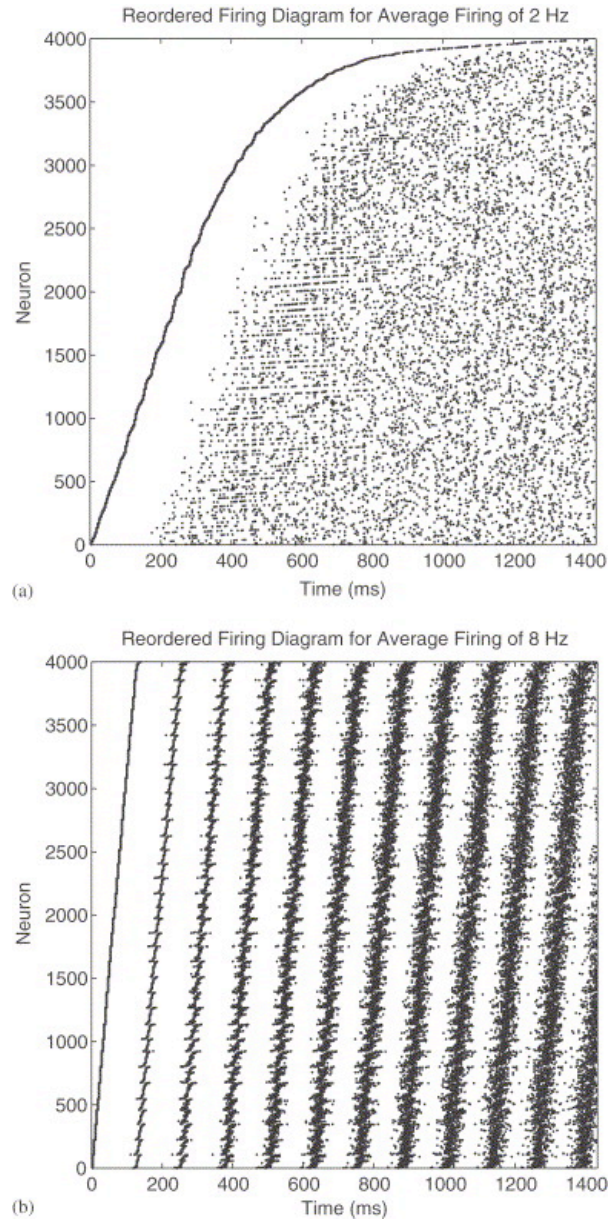 Reordered Firing Diagram for Average Firing of 2 Hz
4000
3500
3000
2500
2000
1500
1000
500
0
Neuron
0 200 400 600 800 1000 1200 1400
Time (ms)
(a)
Reordered Firing Diagram for Average Firing of 8 Hz
4000
3500
3000
2500
2000
1500
1000
500
0
Neuron
0 200 400 600 800 1000 1200 1400
Time (ms)
(b)